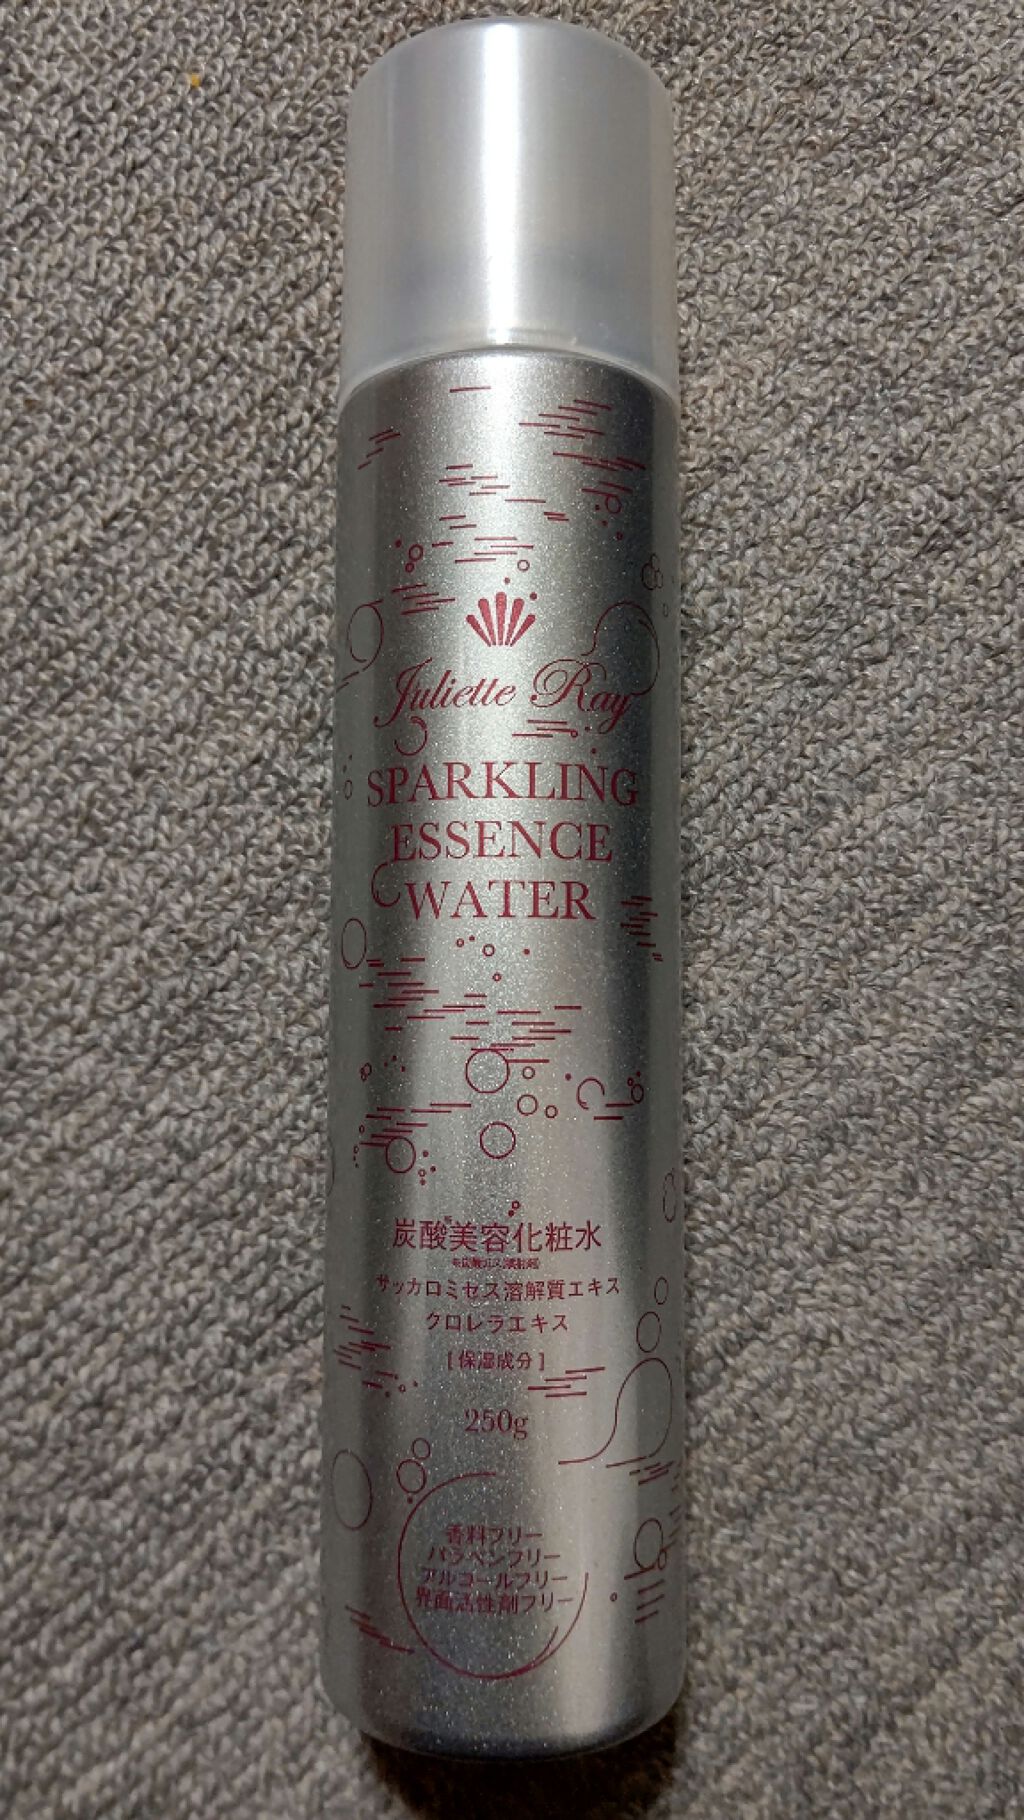 Juliette Ray
SPARKLING
ESSENCE
WATER
炭酸美容化粧水
サッカロミセス溶解質エキス
クロレラエキス
[保湿成分]
250g
香料フリー
パラベンフリー
アルコールフリー
界面活性剤フリー